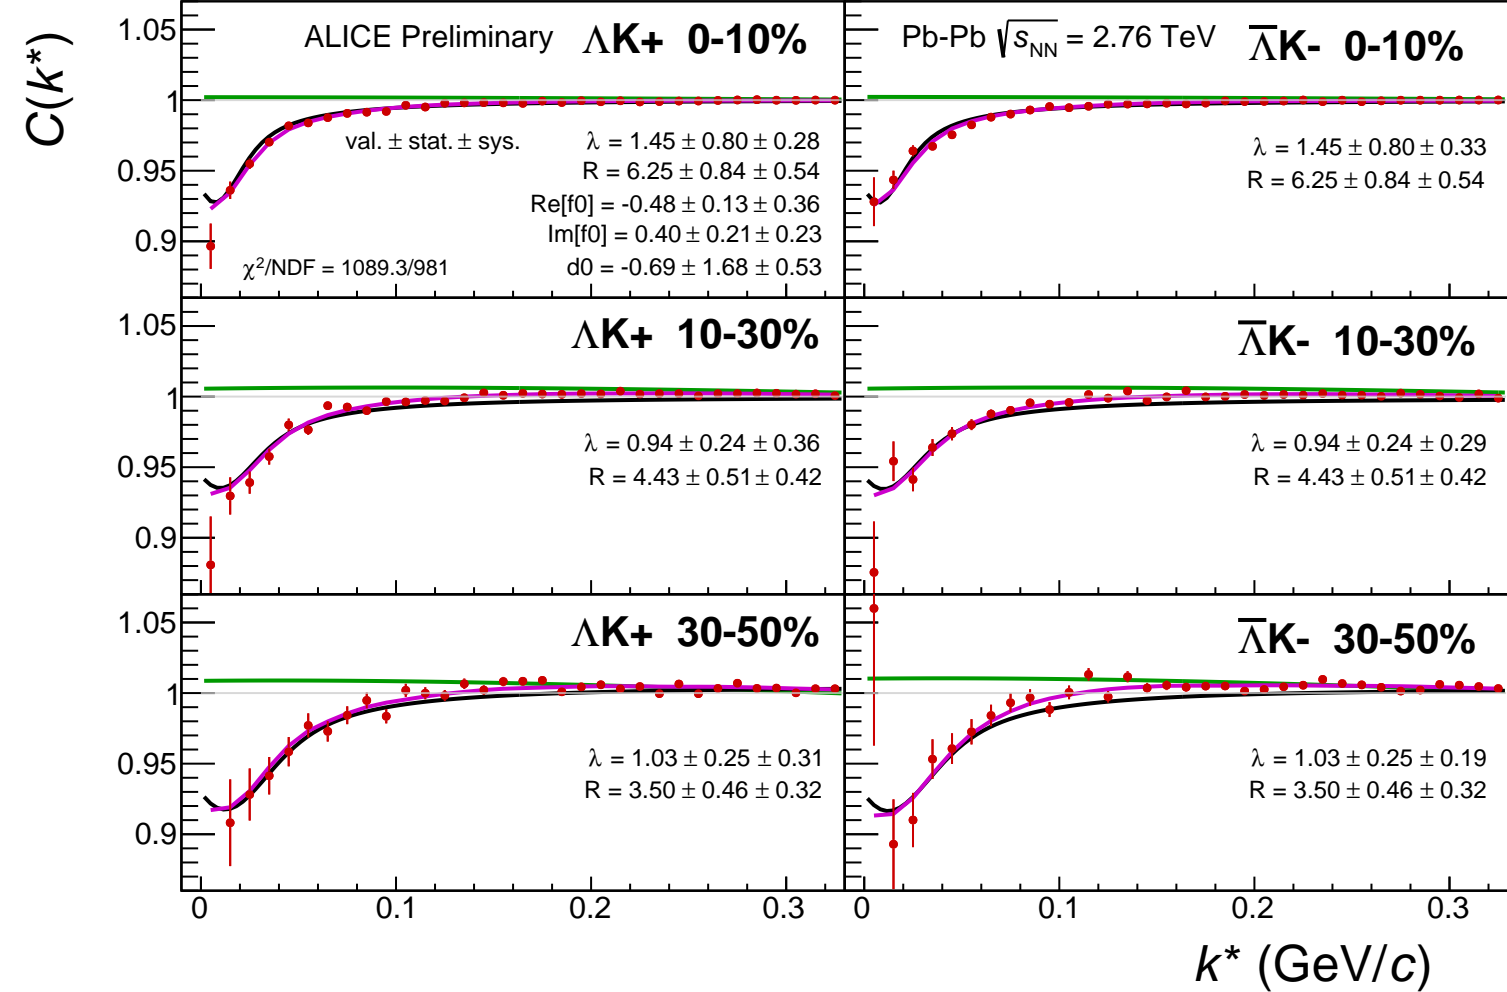 C(k*)
1.05
1
0.95
0.9
ALICE Preliminary ΛK+ 0-10%
val. ± stat. ± sys.
λ = 1.45 ± 0.80 ± 0.28
R = 6.25 ± 0.84 ± 0.54
Re[f0] = -0.48 ± 0.13 ± 0.36
Im[f0] = 0.40 ± 0.21 ± 0.23
d0 = -0.69 ± 1.68 ± 0.53
χ²/NDF = 1089.3/981
Pb-Pb √sNN = 2.76 TeV Λ̅K- 0-10%
λ = 1.45 ± 0.80 ± 0.33
R = 6.25 ± 0.84 ± 0.54
1.05
1
0.95
0.9
ΛK+ 10-30%
λ = 0.94 ± 0.24 ± 0.36
R = 4.43 ± 0.51 ± 0.42
Λ̅K- 10-30%
λ = 0.94 ± 0.24 ± 0.29
R = 4.43 ± 0.51 ± 0.42
1.05
1
0.95
0.9
ΛK+ 30-50%
λ = 1.03 ± 0.25 ± 0.31
R = 3.50 ± 0.46 ± 0.32
Λ̅K- 30-50%
λ = 1.03 ± 0.25 ± 0.19
R = 3.50 ± 0.46 ± 0.32
0 0.1 0.2 0.3 0 0.1 0.2 0.3
k* (GeV/c)